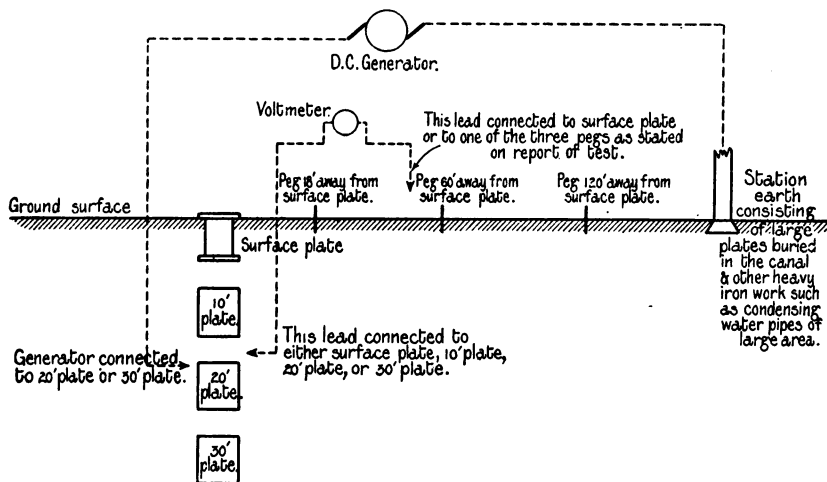 D.C. Generator.
Voltmeter.
This lead connected to surface plate
or to one of the three pegs as stated
on report of test.
Peg 18' away from
surface plate.
Peg 60' away from
surface plate.
Peg 120' away from
surface plate.
Ground surface
Surface plate
Station
earth
consisting
of large
plates buried
in the canal
& other heavy
iron work such
as condensing
water pipes of
large area.
10'
plate.
This lead connected to
either surface plate, 10' plate,
20' plate, or 30' plate.
Generator connected
to 20' plate or 30' plate.
20'
plate.
30'
plate.